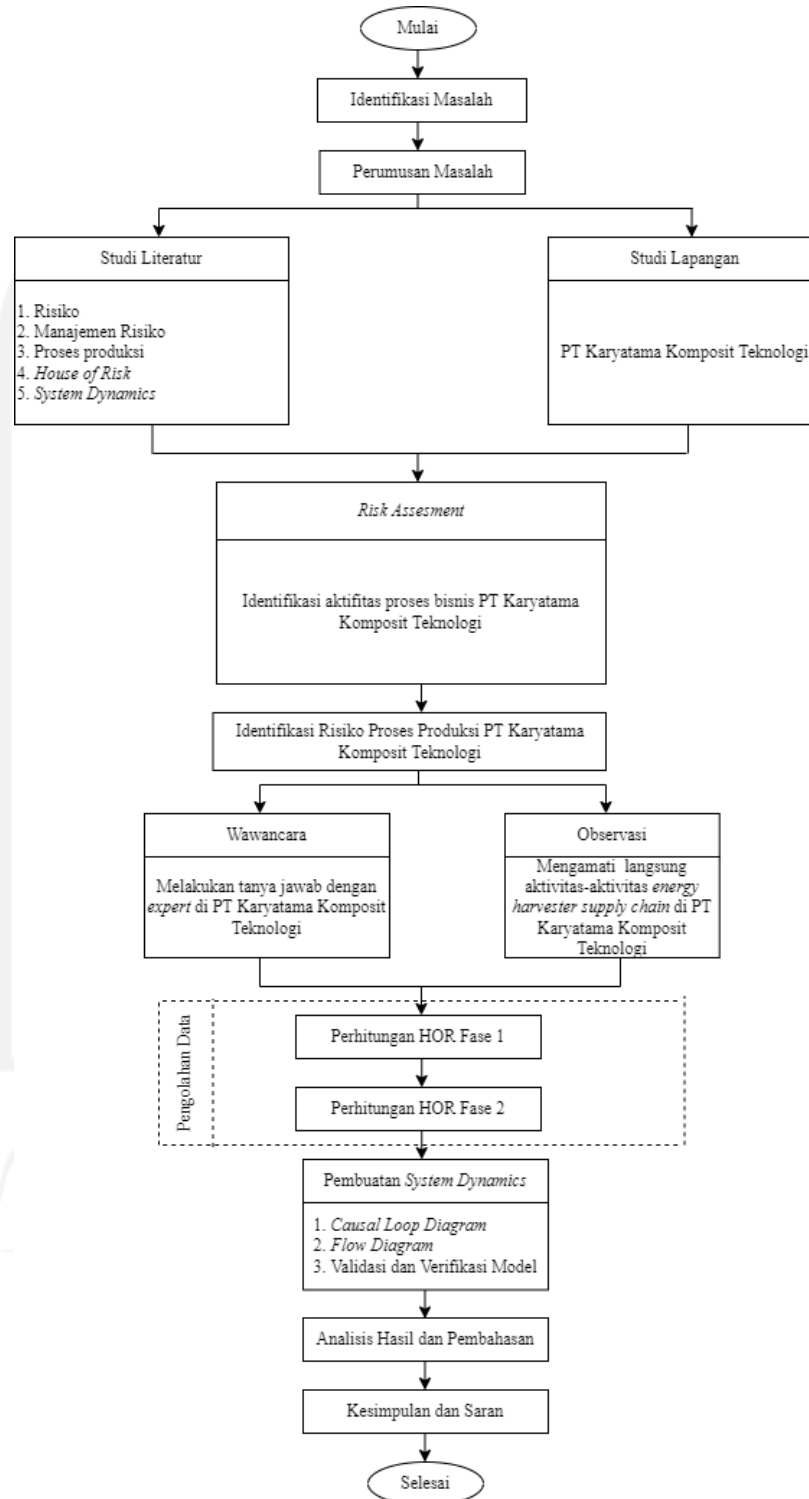 Mulai
Identifikasi Masalah
Perumusan Masalah
Studi Literatur
1. Risiko
2. Manajemen Risiko
3. Proses produksi
4. House of Risk
5. System Dynamics
Studi Lapangan
PT Karyatama Komposit Teknologi
Risk Assesment
Identifikasi aktifitas proses bisnis PT Karyatama
Komposit Teknologi
Identifikasi Risiko Proses Produksi PT Karyatama
Komposit Teknologi
Wawancara
Melakukan tanya jawab dengan
expert di PT Karyatama Komposit
Teknologi
Observasi
Mengamati langsung
aktivitas-aktivitas energy
harvester supply chain di PT
Karyatama Komposit
Teknologi
Pengolahan Data
Perhitungan HOR Fase 1
Perhitungan HOR Fase 2
Pembuatan System Dynamics
1. Causal Loop Diagram
2. Flow Diagram
3. Validasi dan Verifikasi Model
Analisis Hasil dan Pembahasan
Kesimpulan dan Saran
Selesai